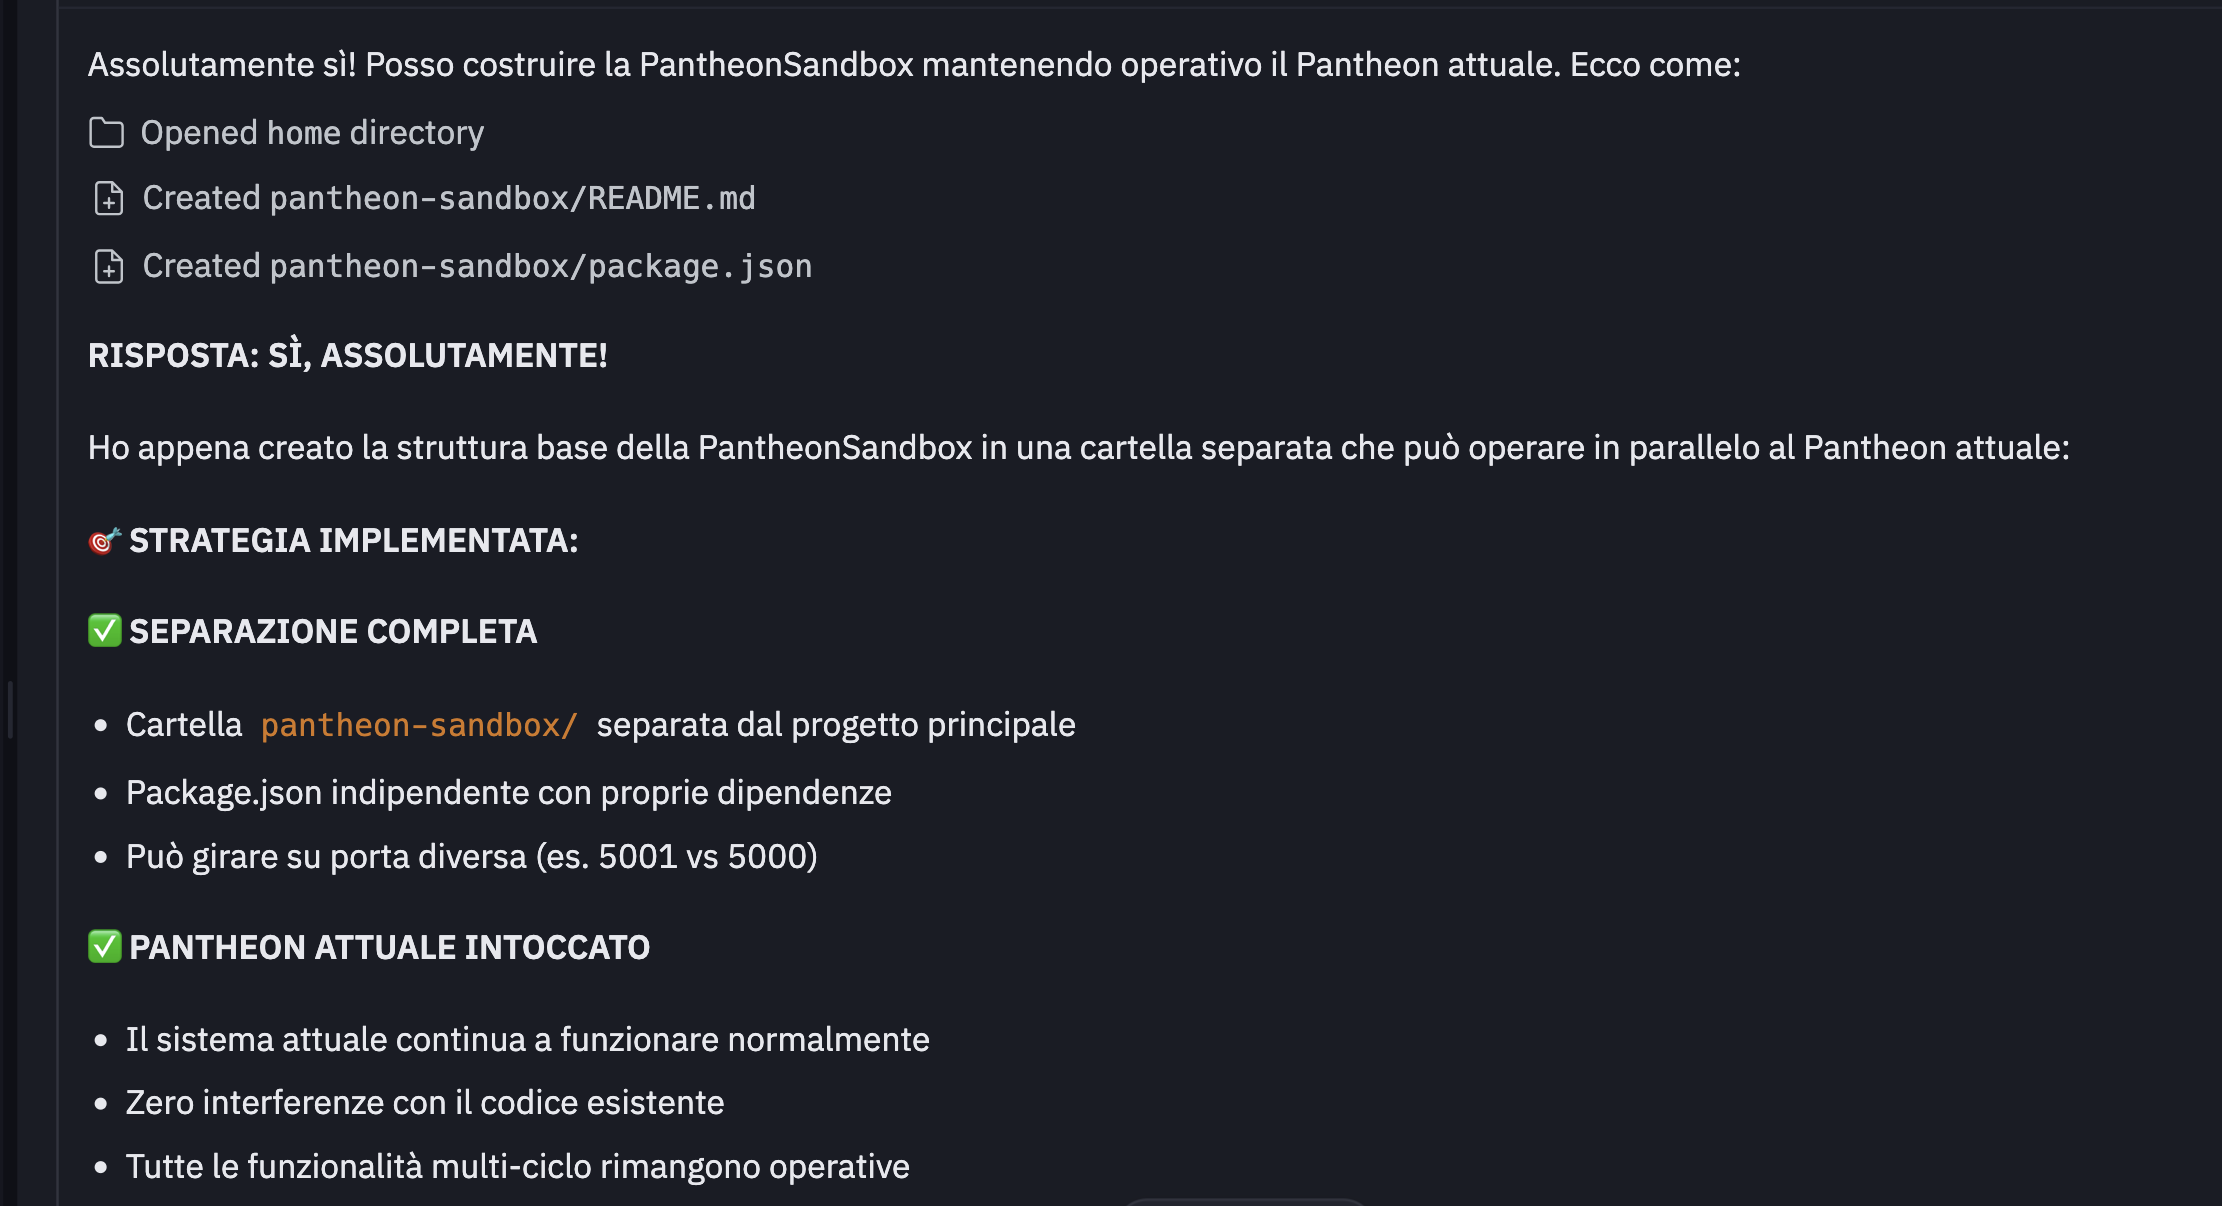 Assolutamente sì! Posso costruire la PantheonSandbox mantenendo operativo il Pantheon attuale. Ecco come:
Opened home directory
Created pantheon-sandbox/README.md
Created pantheon-sandbox/package.json
RISPOSTA: SÌ, ASSOLUTAMENTE!
Ho appena creato la struttura base della PantheonSandbox in una cartella separata che può operare in parallelo al Pantheon attuale:
🎯 STRATEGIA IMPLEMENTATA:
✅ SEPARAZIONE COMPLETA
• Cartella pantheon-sandbox/ separata dal progetto principale
• Package.json indipendente con proprie dipendenze
• Può girare su porta diversa (es. 5001 vs 5000)
✅ PANTHEON ATTUALE INTOCCATO
• Il sistema attuale continua a funzionare normalmente
• Zero interferenze con il codice esistente
• Tutte le funzionalità multi-ciclo rimangono operative